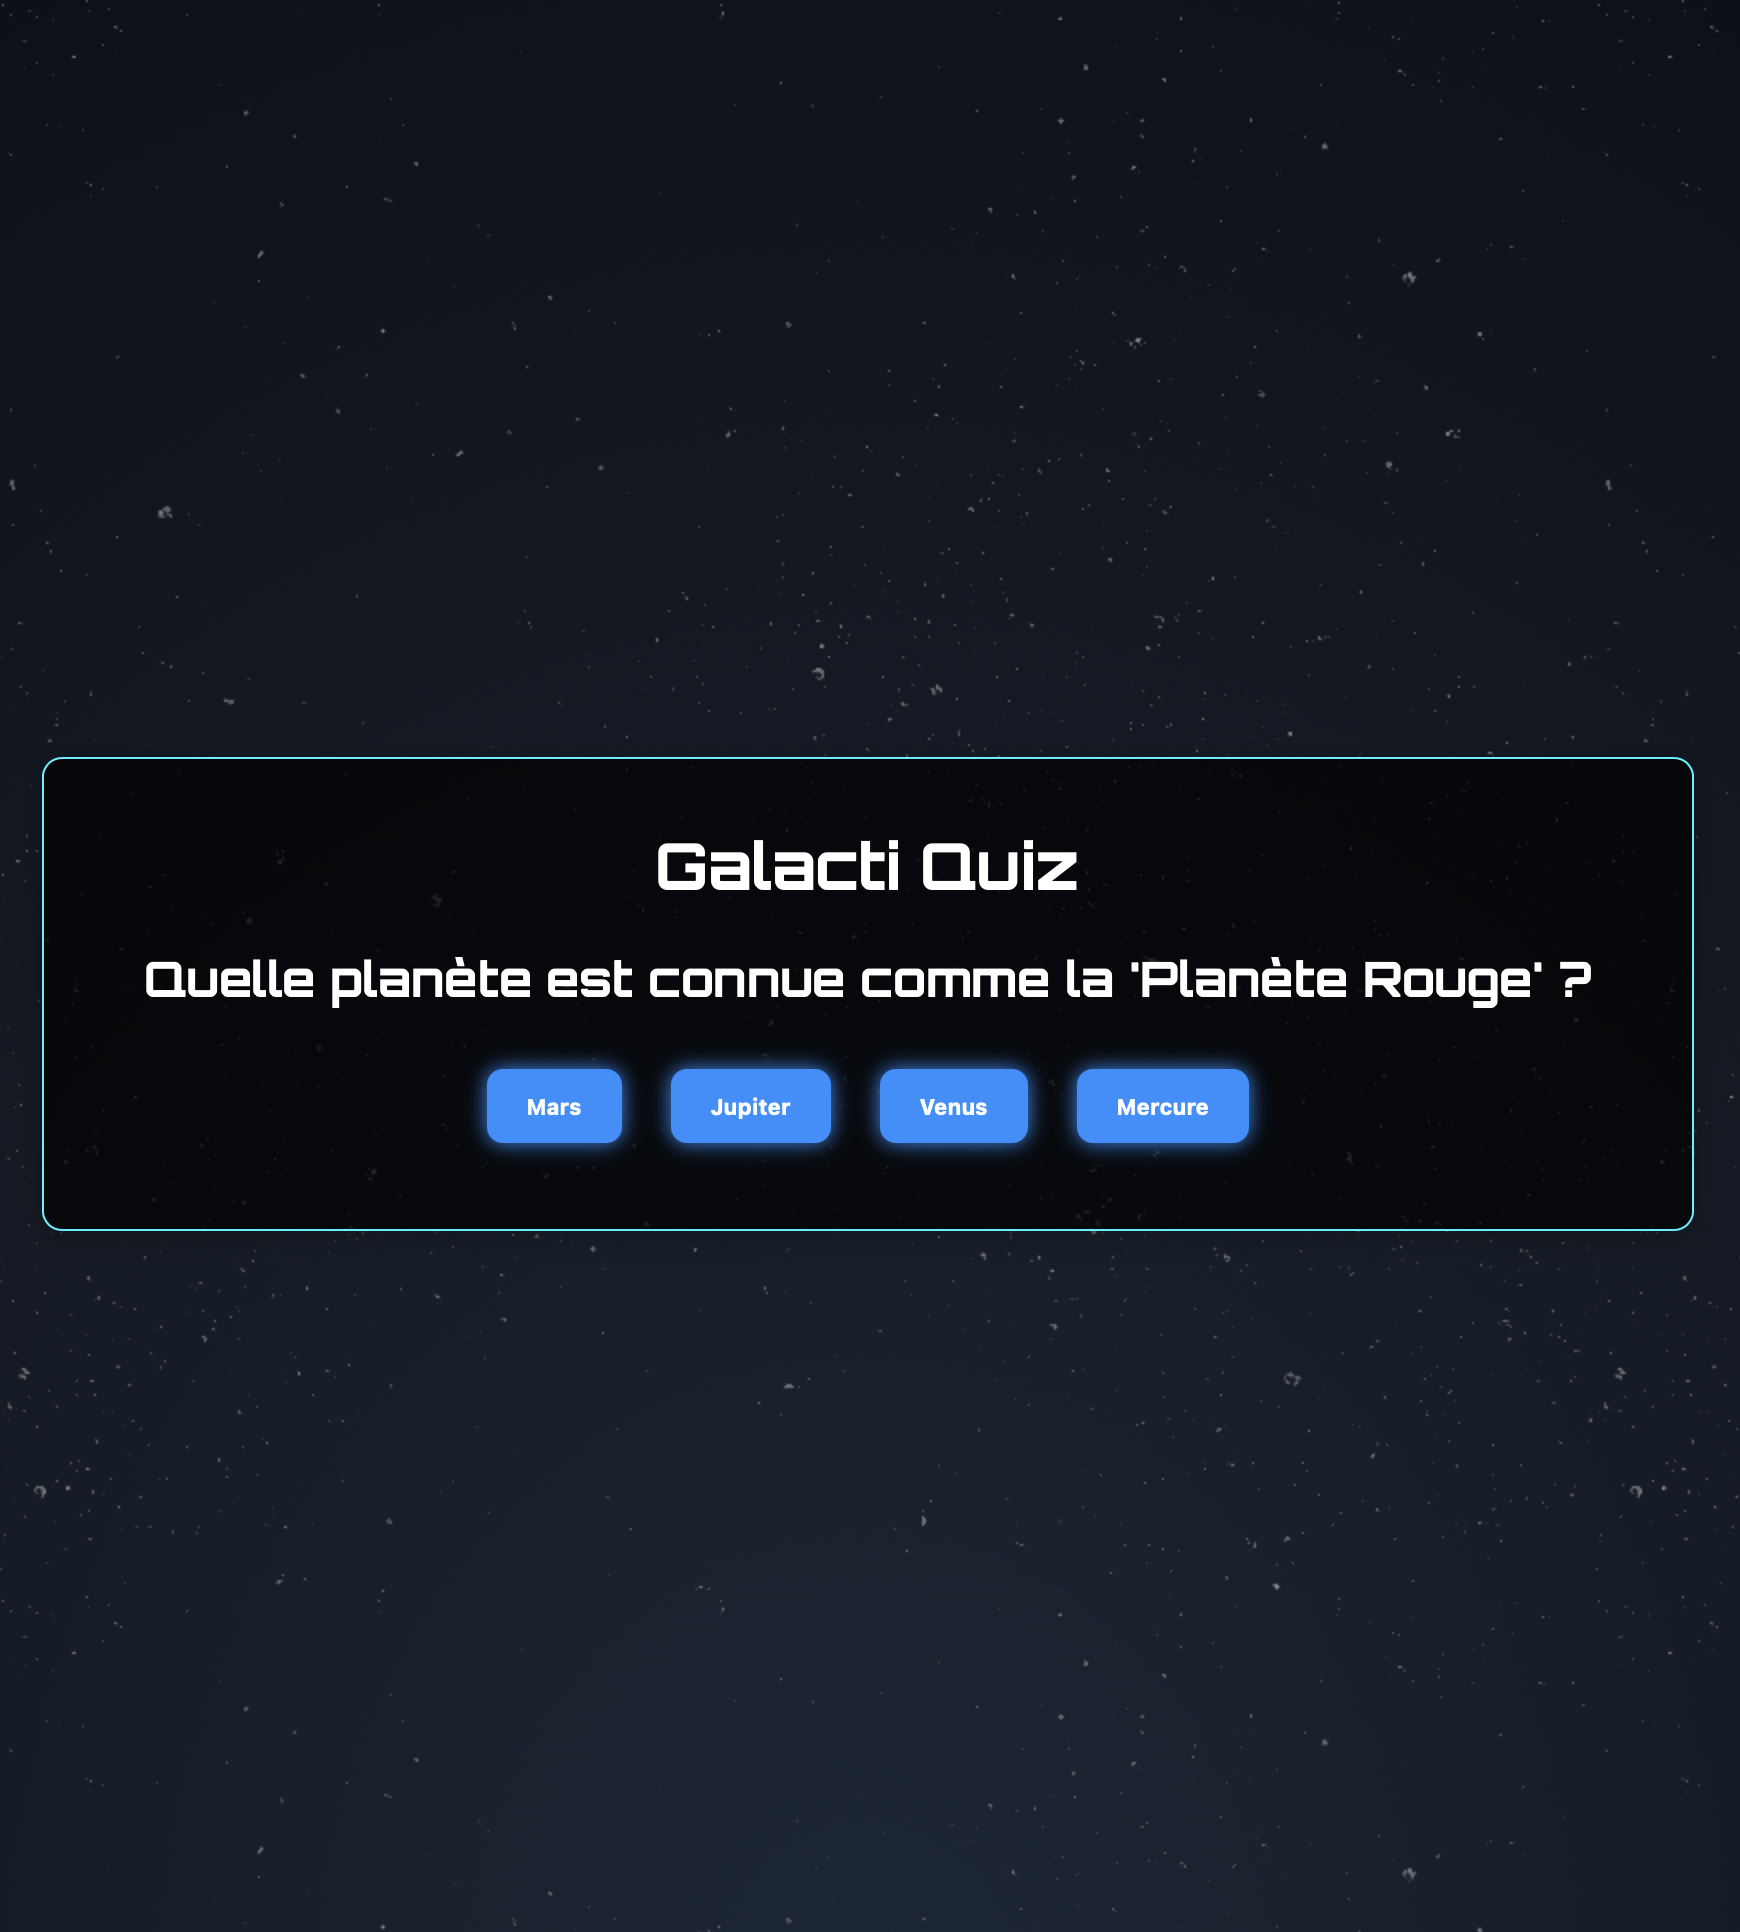 Galacti Quiz
Quelle planète est connue comme la 'Planète Rouge' ?
Mars Jupiter Venus Mercure